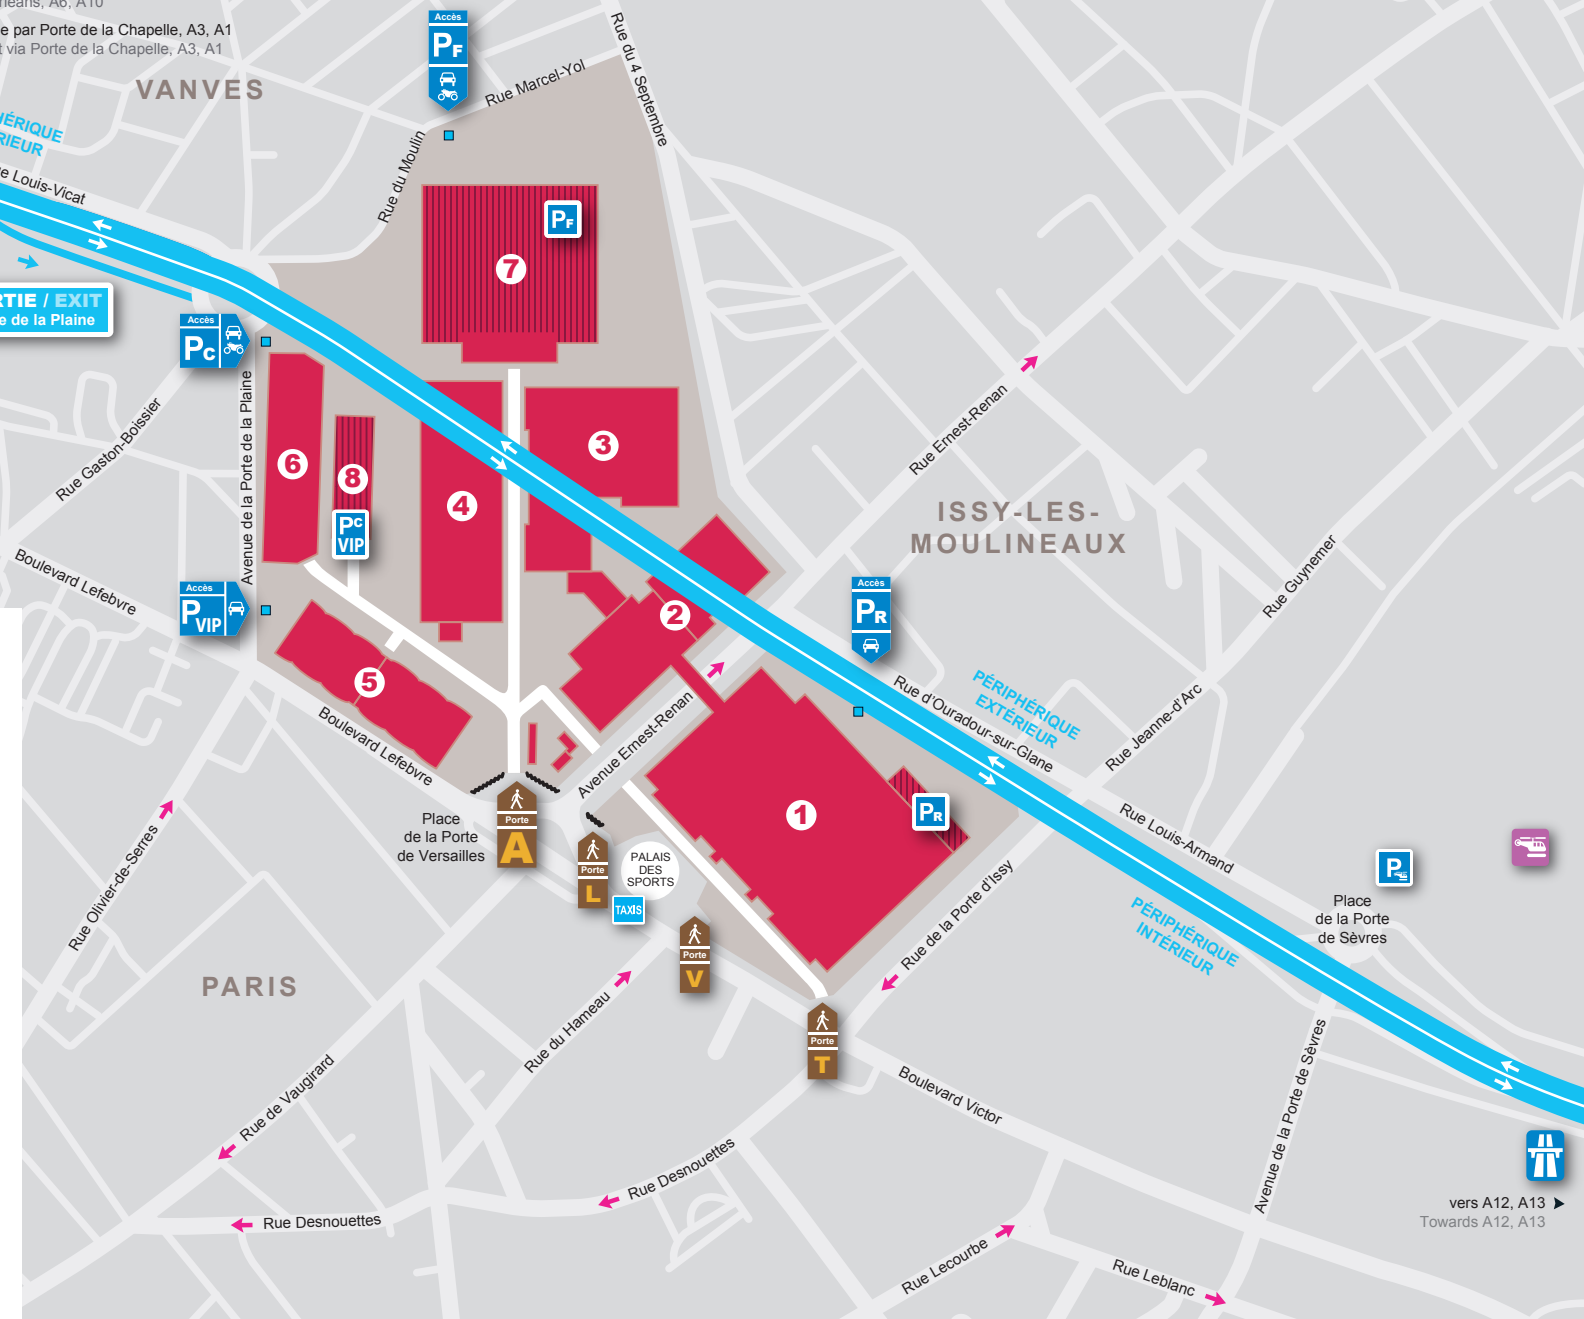 e par Porte de la Chapelle, A3, A1
via Porte de la Chapelle, A3, A1
VANVES
Accès
PF
Rue Marcel-Yol
Rue du 4 Septembre
Rue du Moulin
Louis-Vicat
PF
7
RTIE / EXIT
e de la Plaine
Accès
Pc
Avenue de la Porte de la Plaine
Rue Gaston-Boissier
6
8
Pc
VIP
4
3
Rue Ernest-Renan
ISSY-LES-
MOULINEAUX
Boulevard Lefebvre
Accès
PVIP
2
Accès
PR
Rue Guynemer
5
Boulevard Lefebvre
Avenue Ernest-Renan
Rue d'Ouradour-sur-Glane
PÉRIPHÉRIQUE
EXTÉRIEUR
Rue Jeanne-d'Arc
1
PR
Place
de la Porte
de Versailles
Porte
A
Porte
L
PALAIS
DES
SPORTS
TAXIS
Porte
V
Porte
T
Rue Olivier-de-Serres
Rue de la Porte d'Issy
Rue Louis-Armand
P
Place
de la Porte
de Sèvres
PÉRIPHÉRIQUE
INTÉRIEUR
PARIS
Rue du Hameau
Rue de Vaugirard
Boulevard Victor
Avenue de la Porte de Sèvres
Rue Desnouettes
Rue Desnouettes
Rue Lecourbe
Rue Leblanc
vers A12, A13
Towards A12, A13